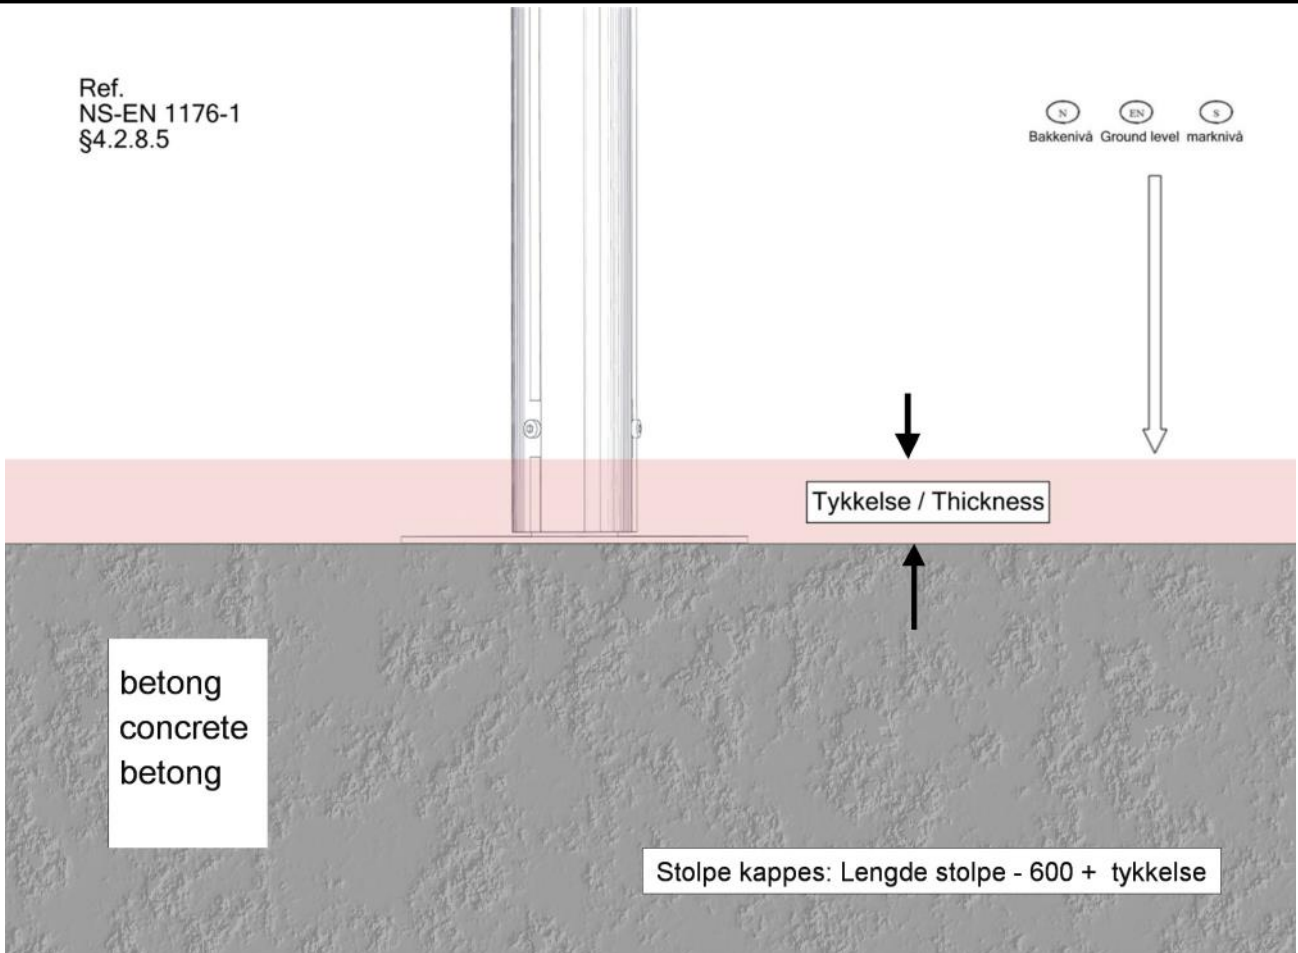 Ref.
NS-EN 1176-1
§4.2.8.5
N EN S
Bakkenivå Ground level marknivå
Tykkelse / Thickness
betong
concrete
betong
Stolpe kappes: Lengde stolpe - 600 + tykkelse